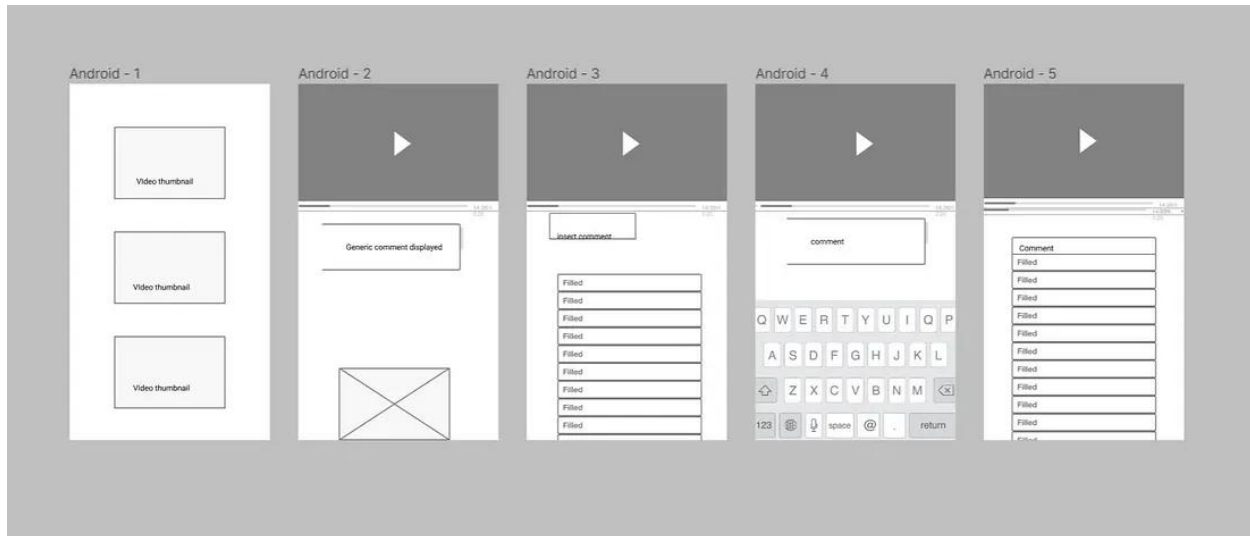 Android - 1
Video thumbnail
Video thumbnail
Video thumbnail
Android - 2
Generic comment displayed
Android - 3
insert comment
Filled
Filled
Filled
Filled
Filled
Filled
Filled
Filled
Filled
Android - 4
comment
Q W E R T Y U I O P
A S D F G H J K L
Z X C V B N M
123 space @ . return
Android - 5
Comment
Filled
Filled
Filled
Filled
Filled
Filled
Filled
Filled
Filled
Filled
Filled